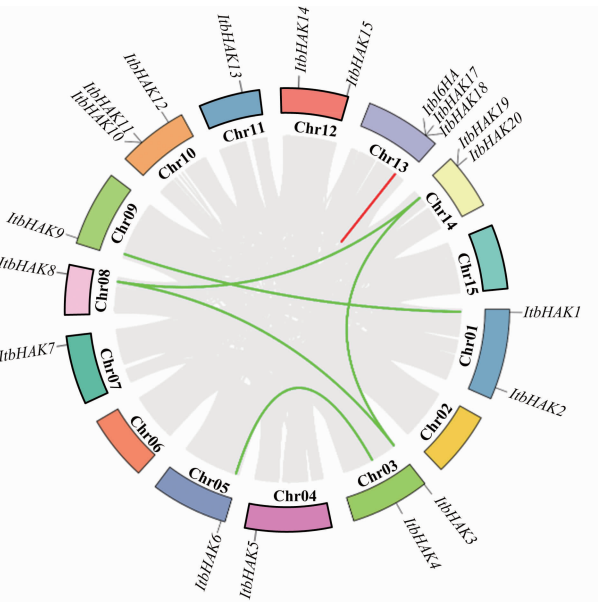 ItbHAK14
ItbHAK15
ItbHAK13
ItbHAK12
ItbHAK11
ItbHAK10
ItbHAK17
ItbHAK18
ItbHAK19
ItbHAK20
Chr12
Chr11
Chr13
Chr10
Chr14
Chr09
Chr15
ItbHAK9
ItbHAK8
Chr08
ItbHAK1
Chr01
ItbHAK7
Chr07
ItbHAK2
Chr02
Chr06
Chr03
Chr05
Chr04
ItbHAK3
ItbHAK4
ItbHAK6
ItbHAK5